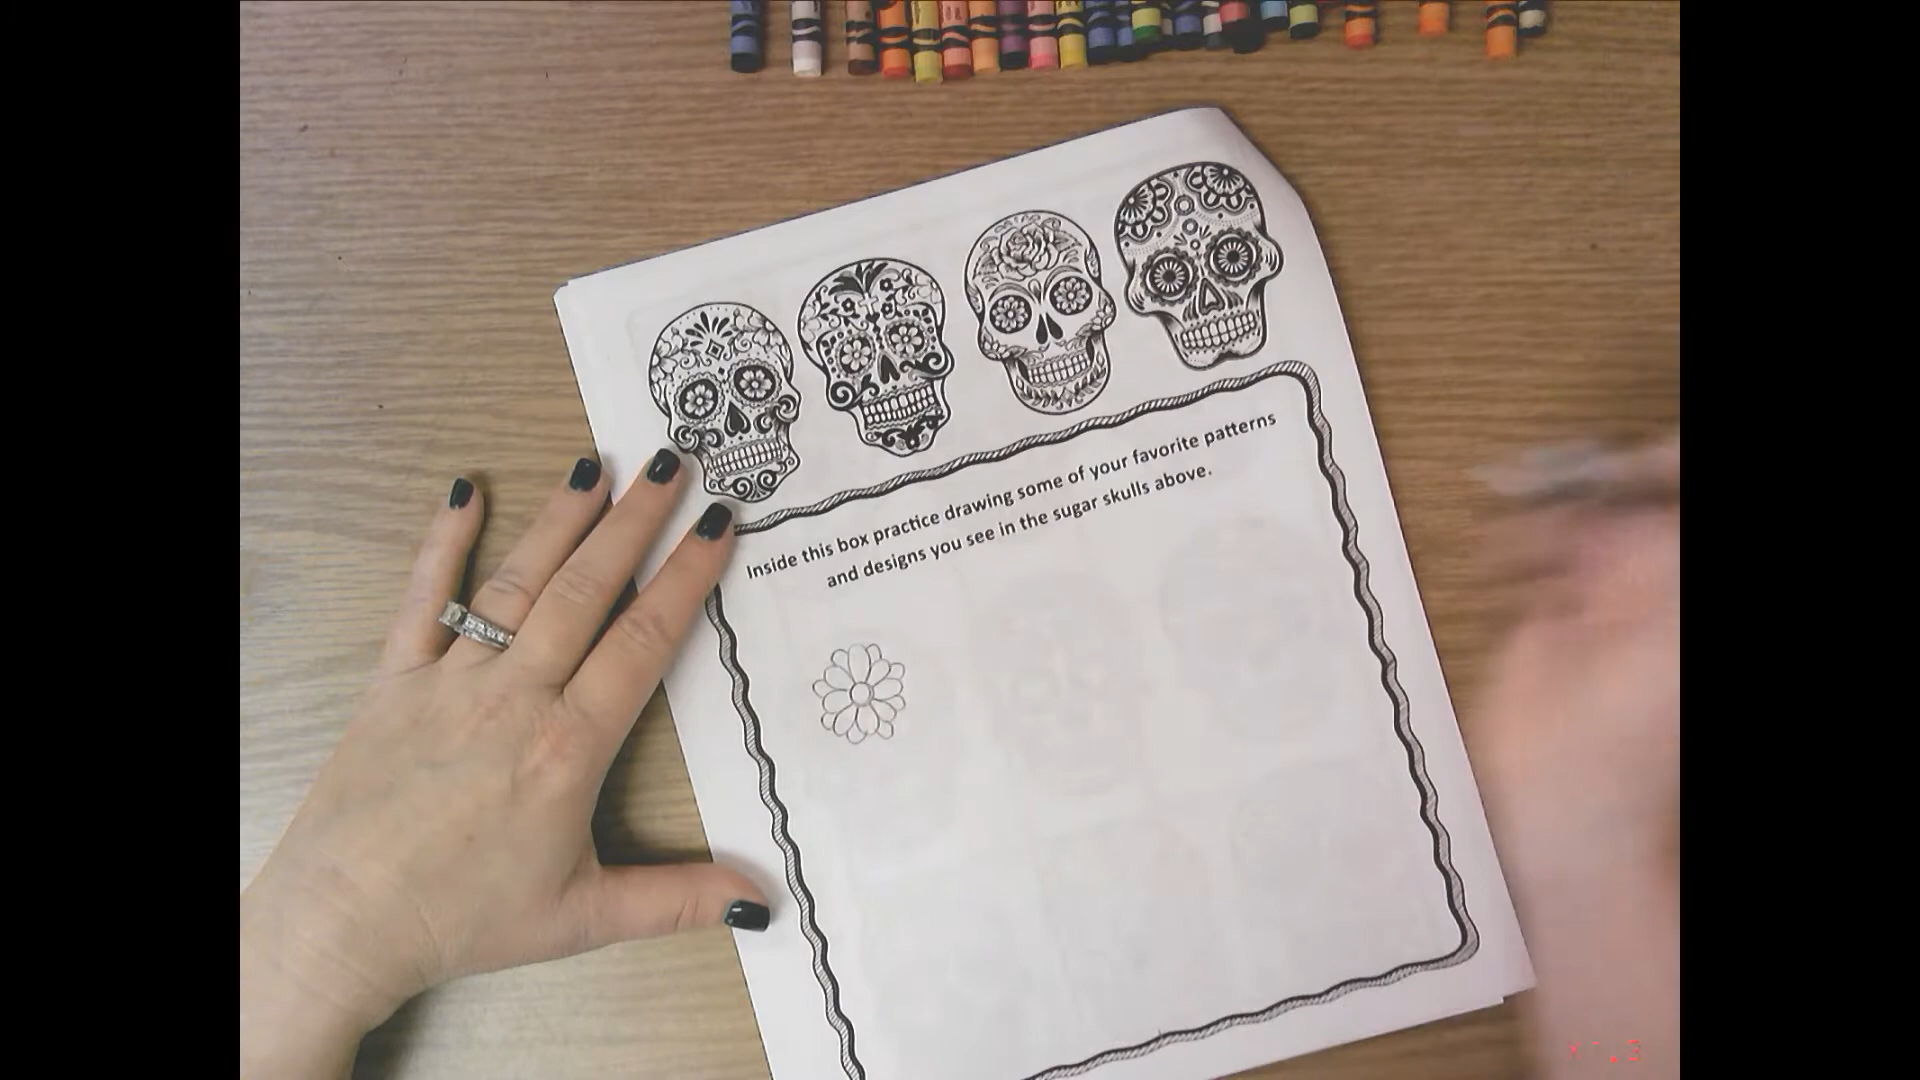 Inside this box practice drawing some of your favorite patterns
and designs you see in the sugar skulls above.